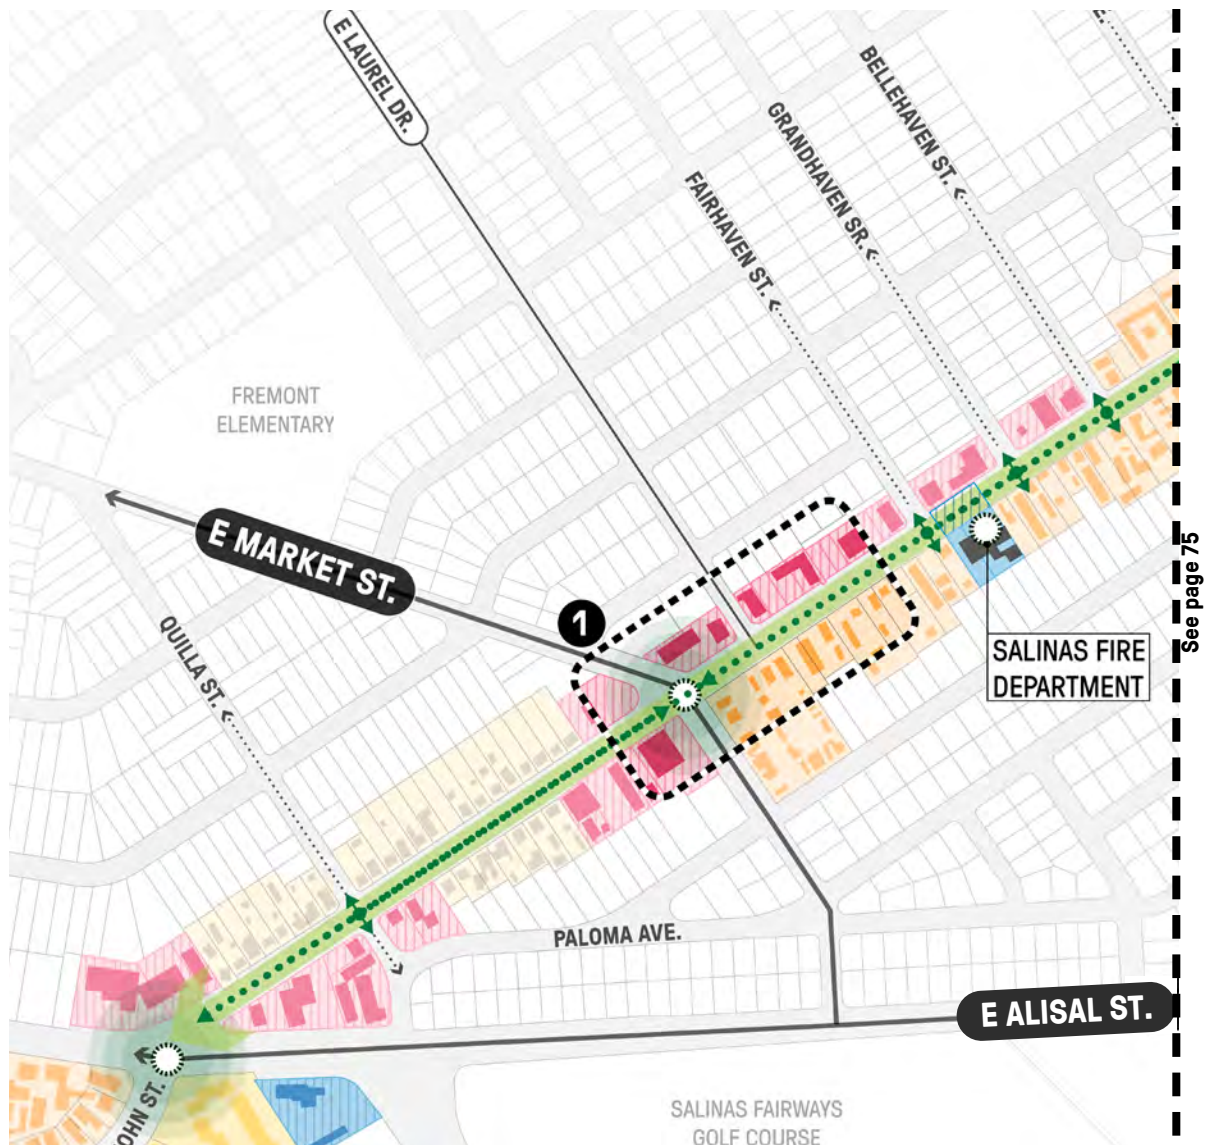 E LAUREL DR.
BELLEHAVEN ST.
GRANDHAVEN SR.
FAIRHAVEN ST.
FREMONT
ELEMENTARY
E MARKET ST.
See page 75
1
QUILLA ST.
SALINAS FIRE
DEPARTMENT
PALOMA AVE.
E ALISAL ST.
OHN ST.
SALINAS FAIRWAYS
GOLF COURSE